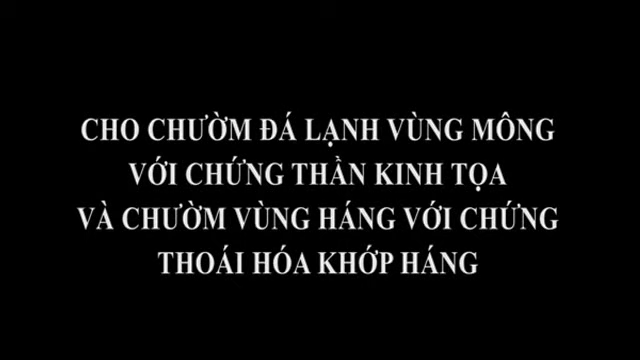 CHO CHƯỜM ĐÁ LẠNH VÙNG MÔNG
VỚI CHỨNG THẦN KINH TỌA
VÀ CHƯỜM VÙNG HÁNG VỚI CHỨNG
THOÁI HÓA KHỚP HÁNG